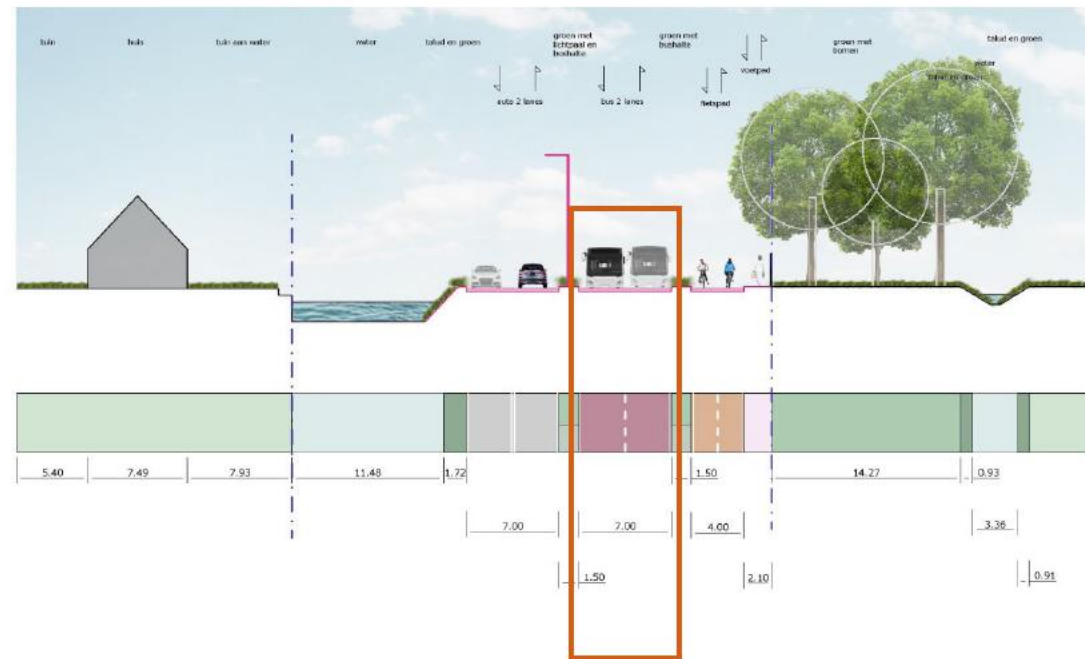 tuin
huis
tuin aan water
water
talud en groen
groen met
lichtpaal en
bushalte
groen met
bushalte
groen met
bomen
talud en groen
water
talud en groen
voetpad
auto 2 lanes
bus 2 lanes
fietspad
5.40
7.49
7.93
11.48
1.72
1.50
14.27
0.93
7.00
7.00
4.00
3.36
1.50
2.10
0.91